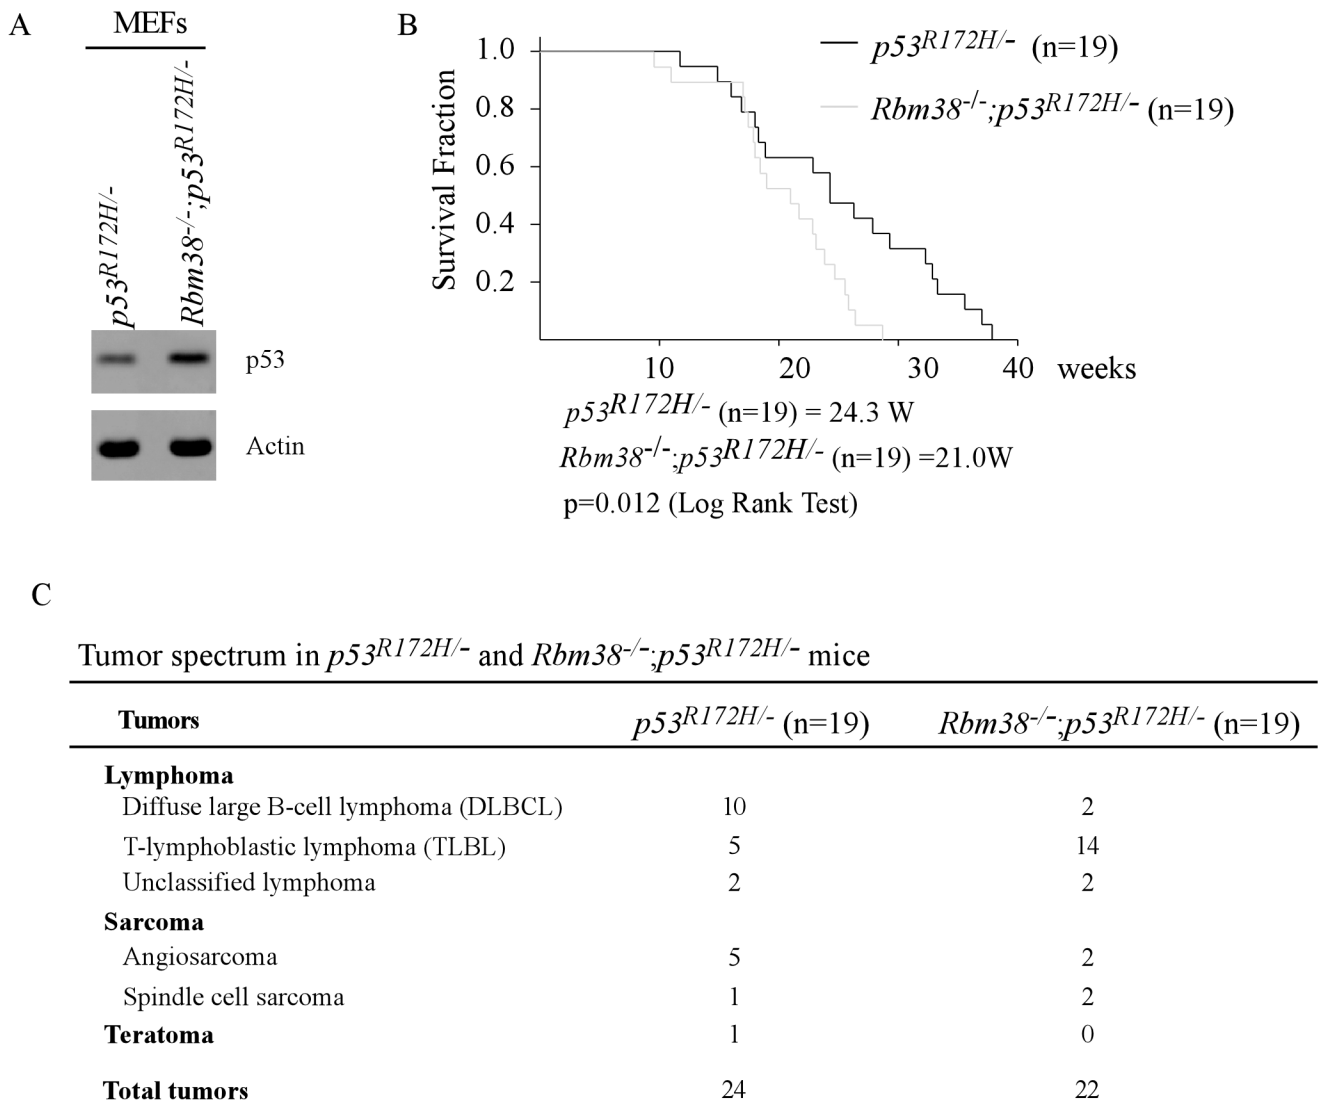 A
MEFs
p53R172H/-
Rbm38-/-;p53R172H/-
p53
Actin
B
p53R172H/- (n=19)
Rbm38-/-;p53R172H/- (n=19)
Survival Fraction
1.0
0.8
0.6
0.4
0.2
10 20 30 40 weeks
p53R172H/- (n=19) = 24.3 W
Rbm38-/-;p53R172H/- (n=19) =21.0W
p=0.012 (Log Rank Test)
C
Tumor spectrum in p53R172H/- and Rbm38-/-;p53R172H/- mice
Tumors p53R172H/- (n=19) Rbm38-/-;p53R172H/- (n=19)
Lymphoma
Diffuse large B-cell lymphoma (DLBCL) 10 2
T-lymphoblastic lymphoma (TLBL) 5 14
Unclassified lymphoma 2 2
Sarcoma
Angiosarcoma 5 2
Spindle cell sarcoma 1 2
Teratoma 1 0
Total tumors 24 22